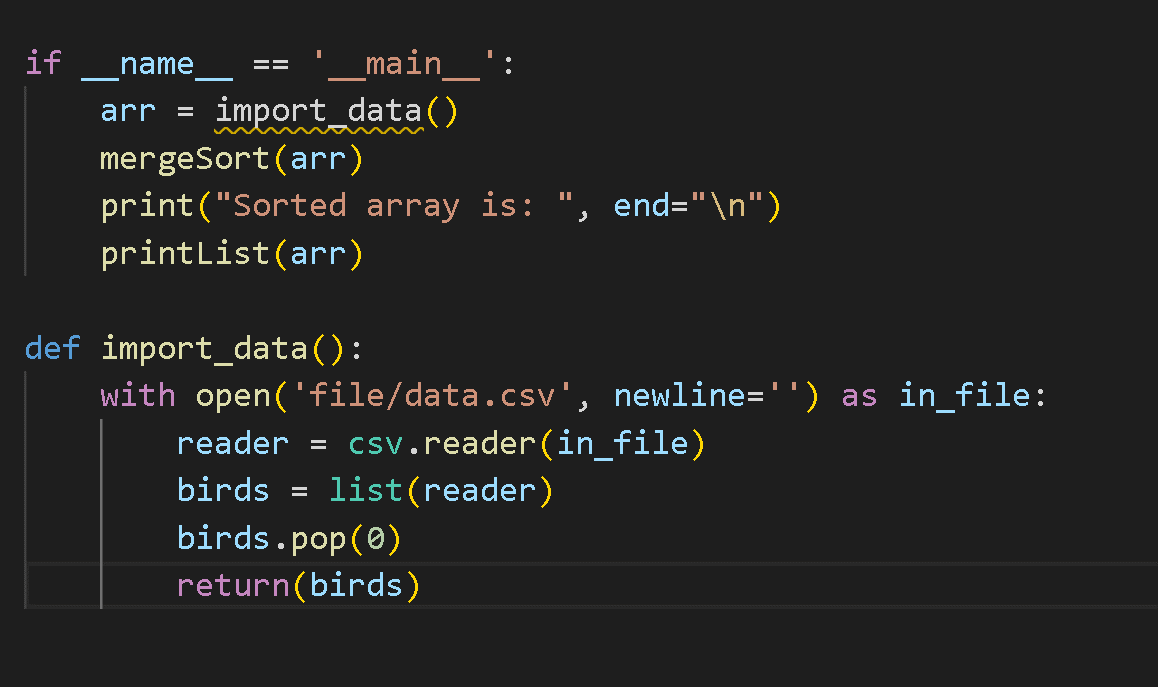 if __name__ == '__main__':
    arr = import_data()
    mergeSort(arr)
    print("Sorted array is: ", end="\n")
    printList(arr)
def import_data():
    with open('file/data.csv', newline='') as in_file:
        reader = csv.reader(in_file)
        birds = list(reader)
        birds.pop(0)
        return(birds)